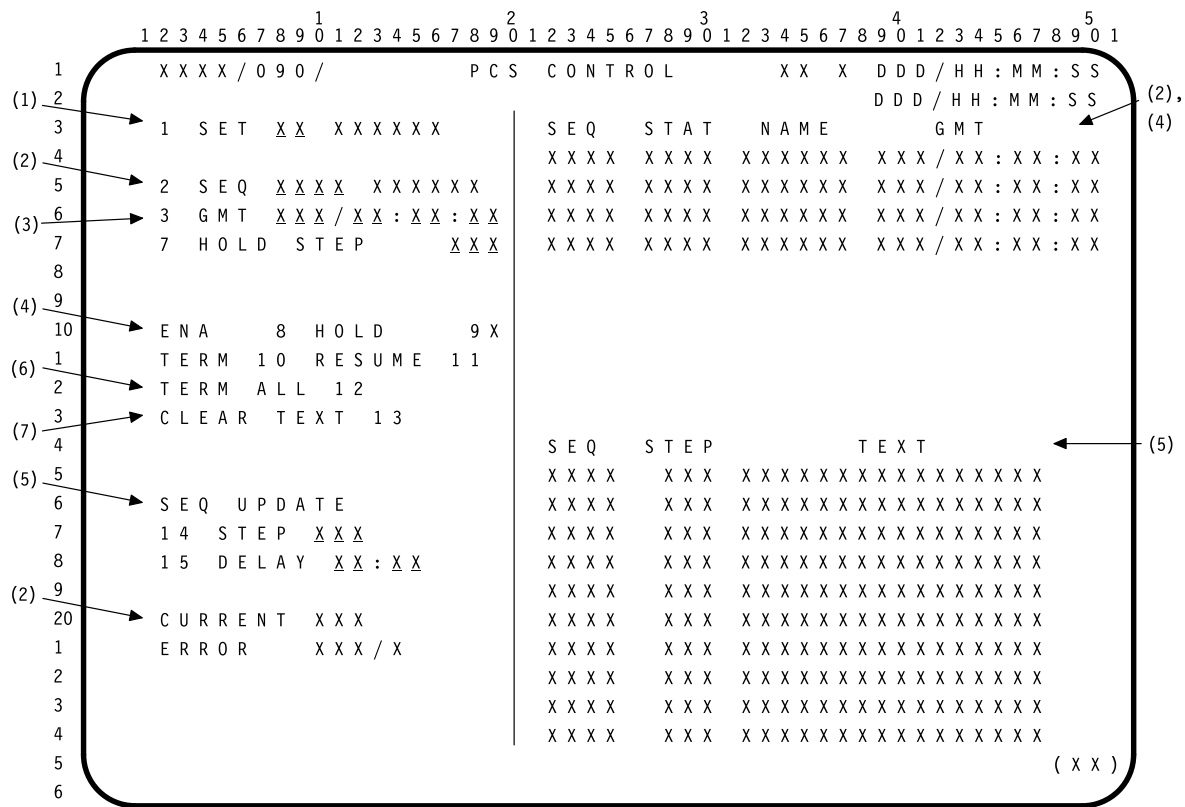 1 2 3 4 5
1 2 3 4 5 6 7 8 9 0 1 2 3 4 5 6 7 8 9 0 1 2 3 4 5 6 7 8 9 0 1 2 3 4 5 6 7 8 9 0 1 2 3 4 5 6 7 8 9 0 1
1 XXXX/090/ PCS CONTROL XX X DDD/HH:MM:SS
(1) 2 DDD/HH:MM:SS (2),
3 1 SET XX XXXXXX SEQ STAT NAME GMT (4)
4 XXXX XXXX XXXXXX XXX/XX:XX:XX
(2) 5 2 SEQ XXXX XXXXXX XXXX XXXX XXXXXX XXX/XX:XX:XX
(3) 6 3 GMT XXX/XX:XX:XX XXXX XXXX XXXXXX XXX/XX:XX:XX
7 7 HOLD STEP XXX XXXX XXXX XXXXXX XXX/XX:XX:XX
8
(4) 9
10 ENA 8 HOLD 9X
1 TERM 10 RESUME 11
(6) 2 TERM ALL 12
(7) 3 CLEAR TEXT 13
4 SEQ STEP TEXT (5)
(5) 5 XXXX XXX XXXXXXXXXXXXXXXX
6 SEQ UPDATE XXXX XXX XXXXXXXXXXXXXXXX
7 14 STEP XXX XXXX XXX XXXXXXXXXXXXXXXX
8 15 DELAY XX:XX XXXX XXX XXXXXXXXXXXXXXXX
(2) 9 XXXX XXX XXXXXXXXXXXXXXXX
20 CURRENT XXX XXXX XXX XXXXXXXXXXXXXXXX
1 ERROR XXX/X XXXX XXX XXXXXXXXXXXXXXXX
2 XXXX XXX XXXXXXXXXXXXXXXX
3 XXXX XXX XXXXXXXXXXXXXXXX
4 XXXX XXX XXXXXXXXXXXXXXXX
5 (XX)
6